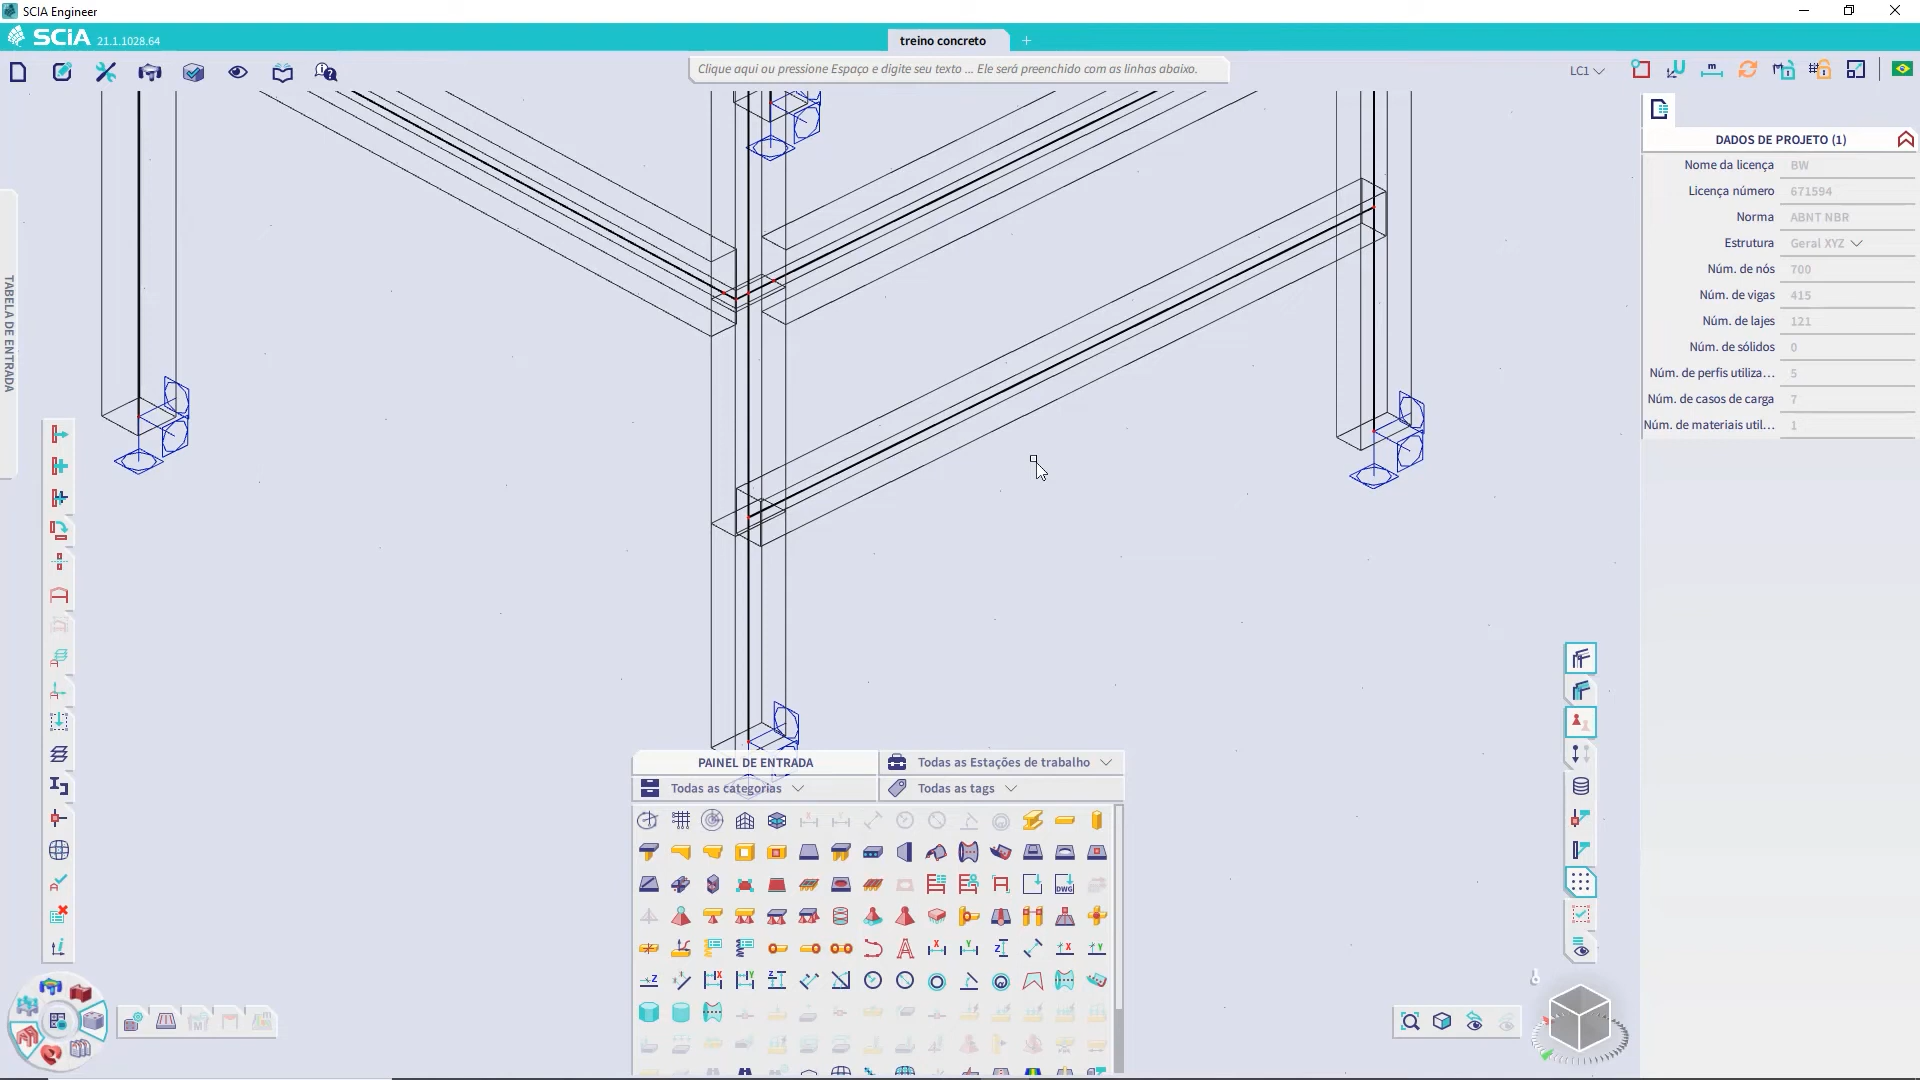 SCIA Engineer
SCiA 21.1.1028.64
treino concreto
Clique aqui ou pressione Espaço e digite seu texto ... Ele será preenchido com as linhas abaixo.
LC1
TABELA DE ENTRADA
DADOS DE PROJETO (1)
Nome da licença BW
Licença número 671594
Norma ABNT NBR
Estrutura Geral XYZ
Núm. de nós 700
Núm. de vigas 415
Núm. de lajes 121
Núm. de sólidos 0
Núm. de perfis utiliza... 5
Núm. de casos de carga 7
Núm. de materiais util... 1
PAINEL DE ENTRADA
Todas as Estações de trabalho
Todas as categorias
Todas as tags
DWG